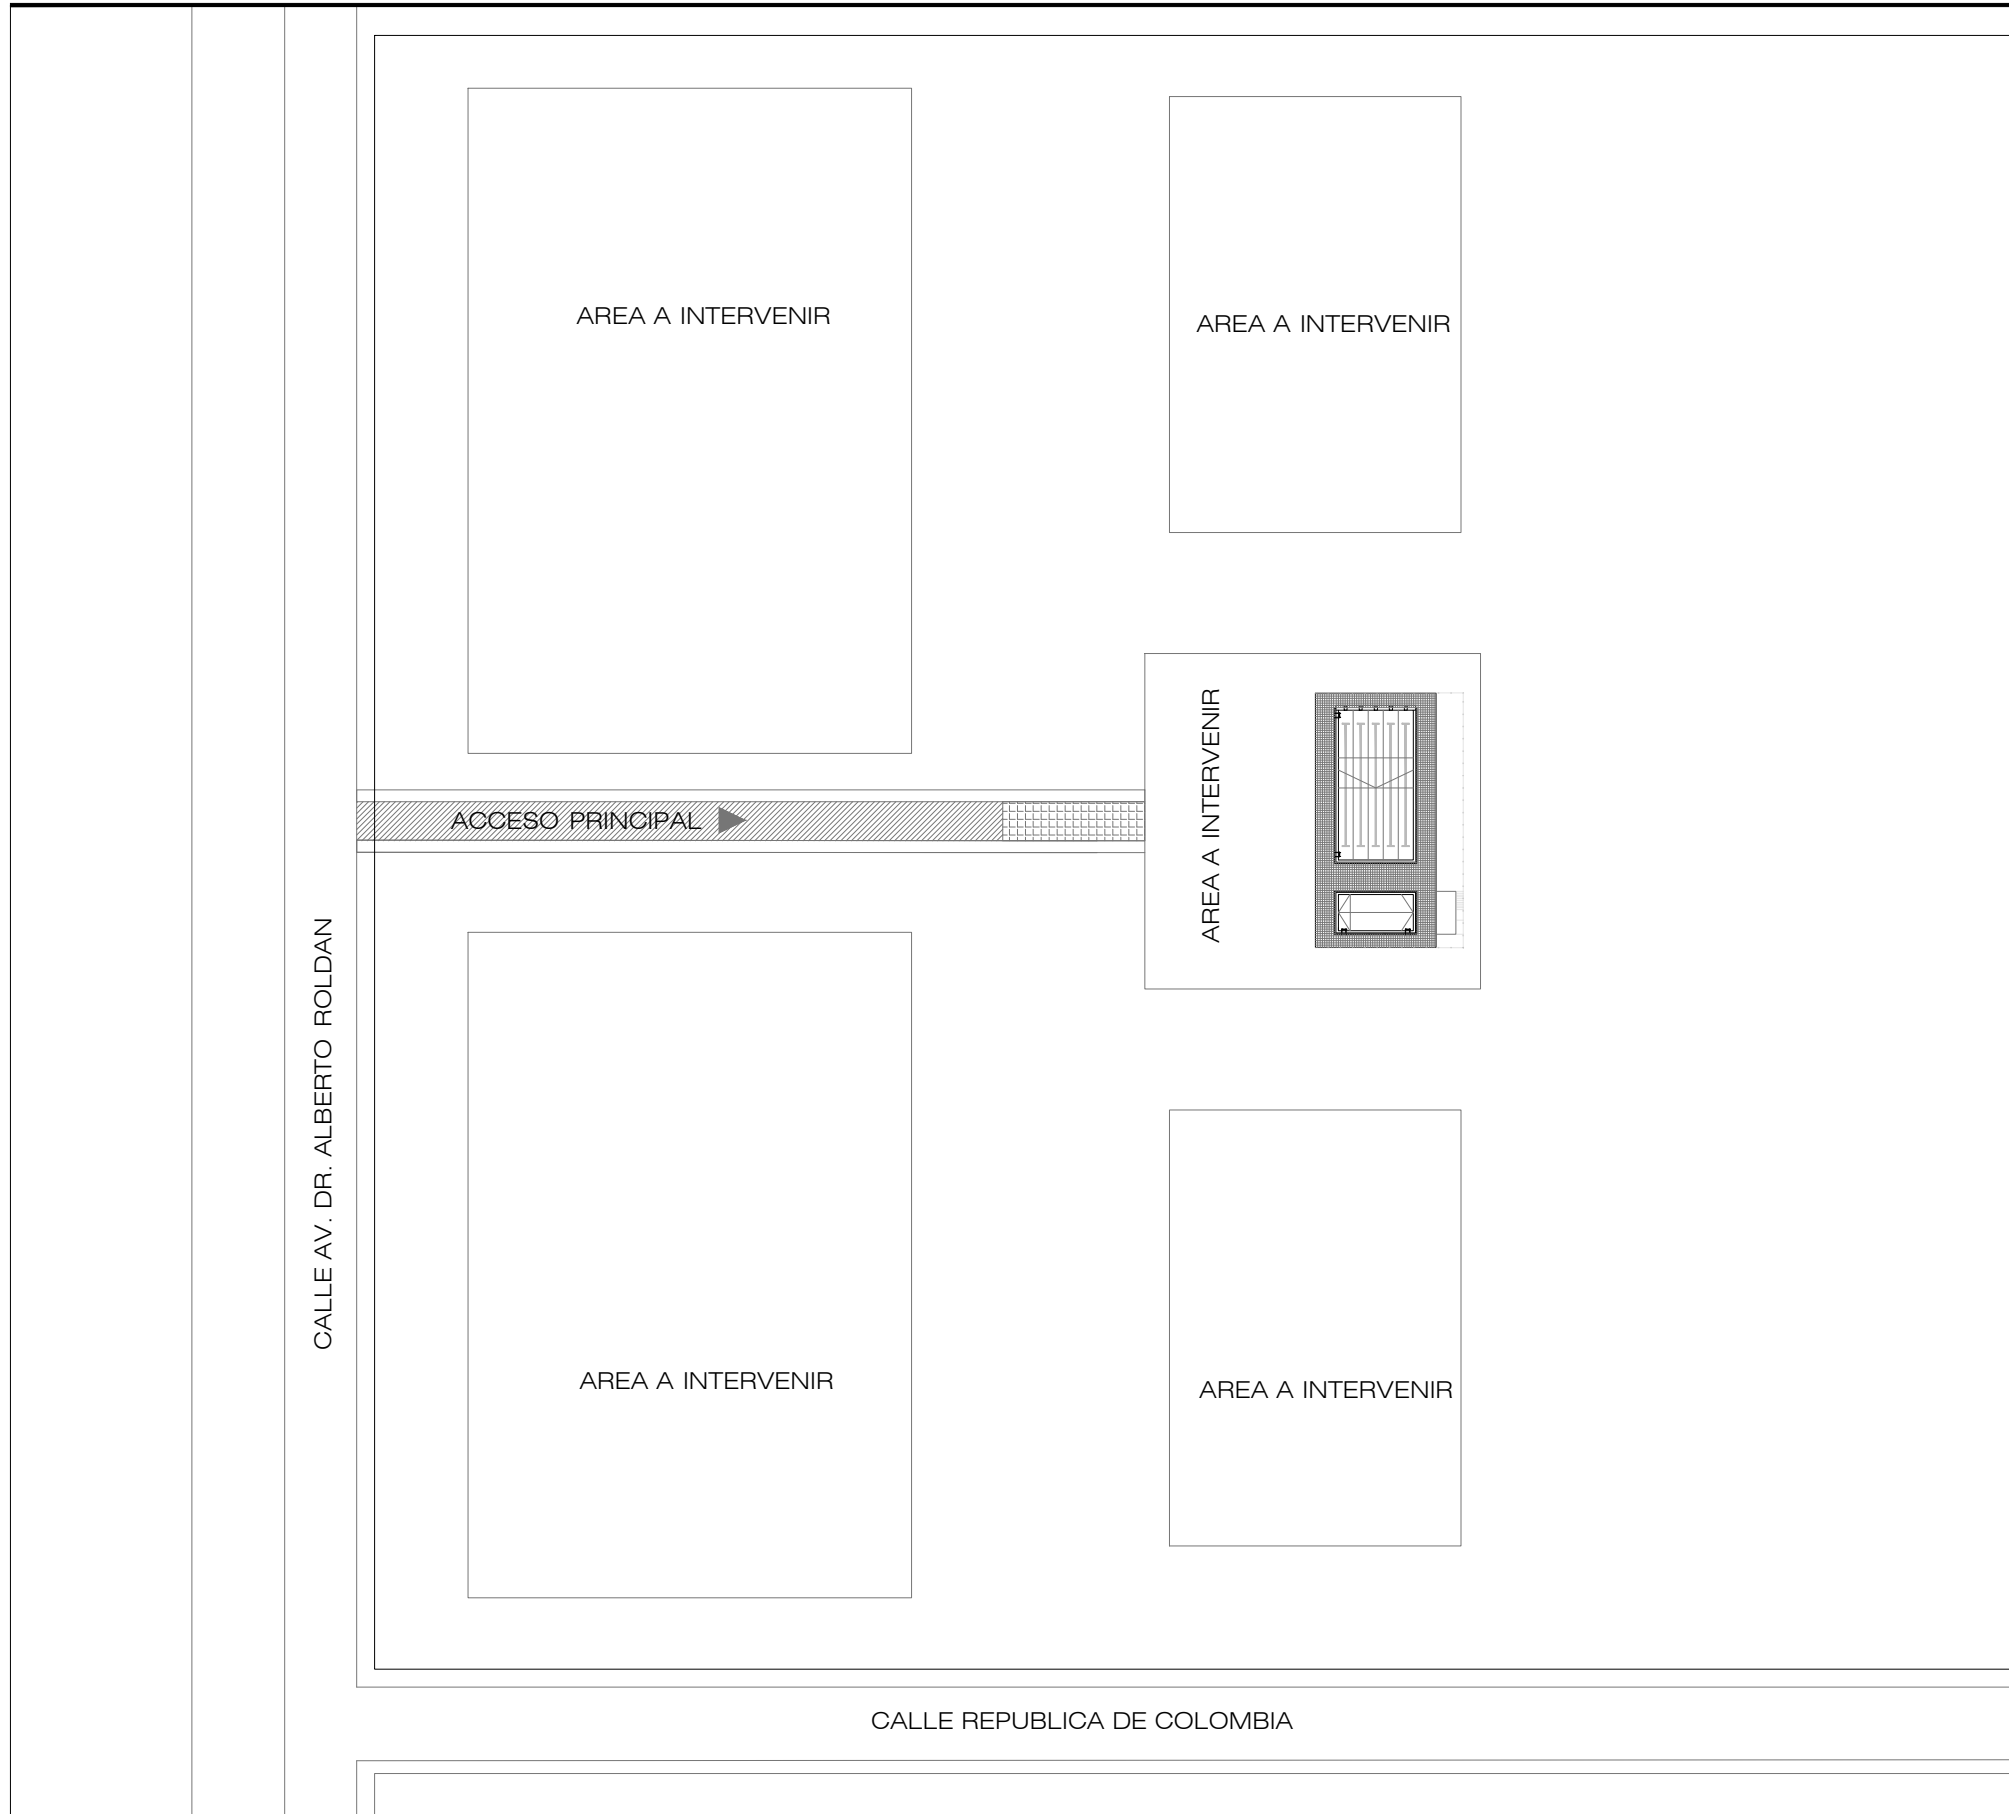 AREA A INTERVENIR
AREA A INTERVENIR
AREA A INTERVENIR
ACCESO PRINCIPAL
CALLE AV. DR. ALBERTO ROLDAN
AREA A INTERVENIR
AREA A INTERVENIR
CALLE REPUBLICA DE COLOMBIA